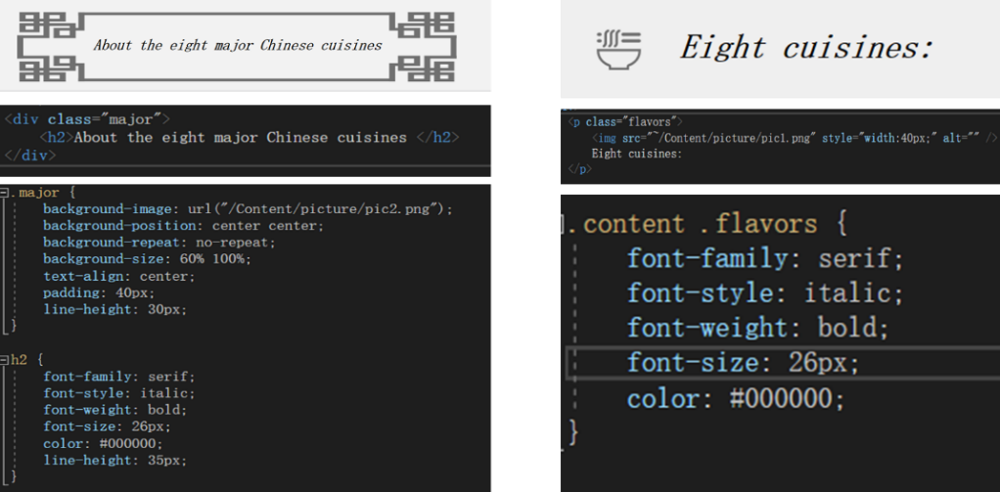 About the eight major Chinese cuisines
<div class="major">
<h2>About the eight major Chinese cuisines </h2>
</div>
.major {
background-image: url("/Content/picture/pic2.png");
background-position: center center;
background-repeat: no-repeat;
background-size: 60% 100%;
text-align: center;
padding: 40px;
line-height: 30px;
}
h2 {
font-family: serif;
font-style: italic;
font-weight: bold;
font-size: 26px;
color: #000000;
line-height: 35px;
}
Eight cuisines:
<p class="flavors">
<img src="~/Content/picture/pic1.png" style="width:40px;" alt="" />
Eight cuisines:
</p>
.content .flavors {
font-family: serif;
font-style: italic;
font-weight: bold;
font-size: 26px;
color: #000000;
}